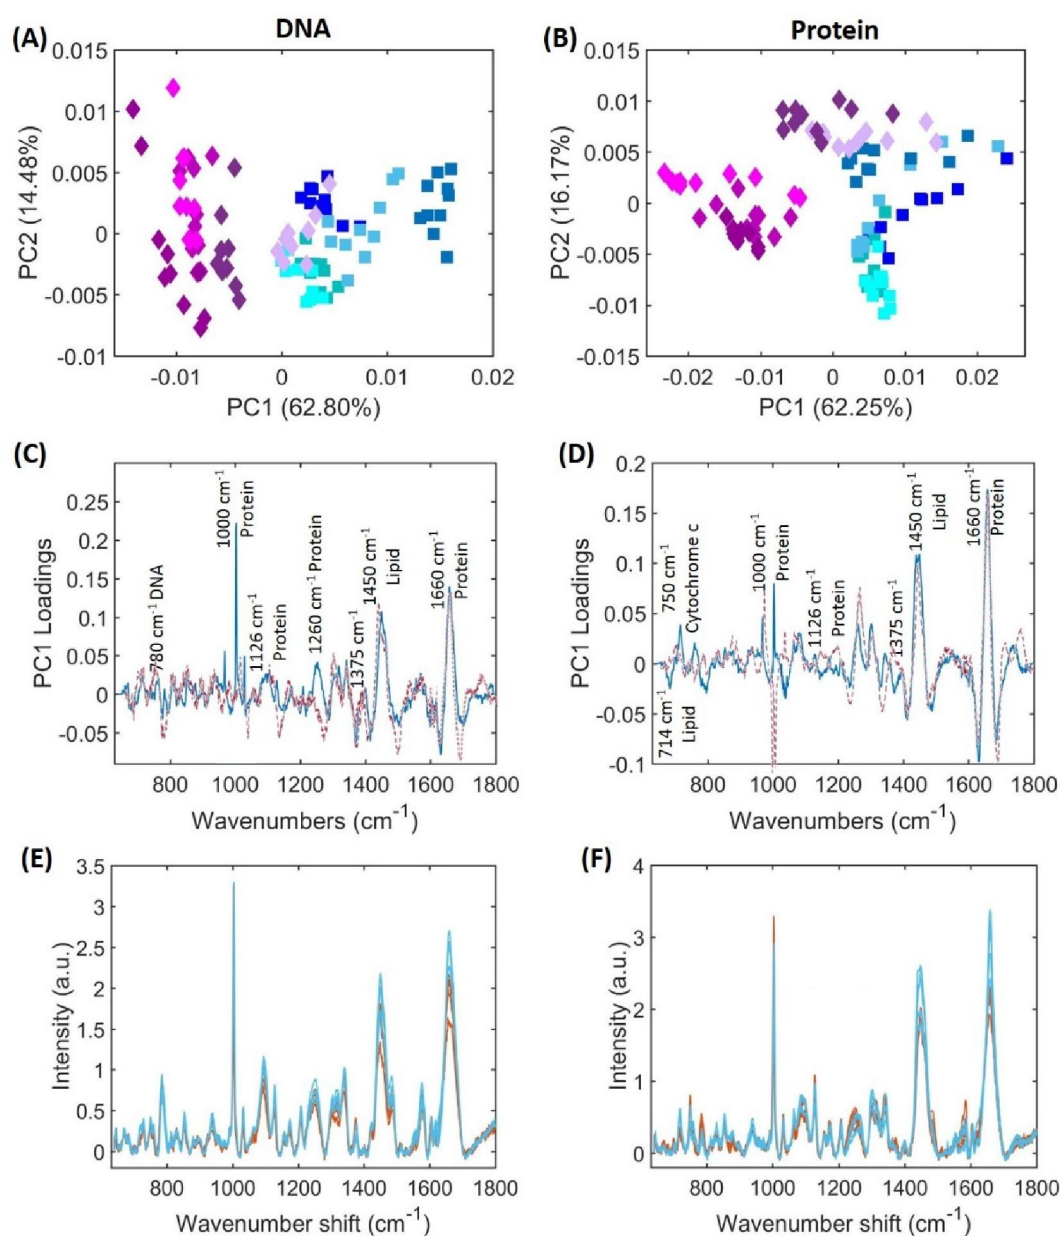 (A)
DNA
(B)
Protein
0.015
0.01
0.005
0
-0.005
-0.01
PC2 (14.48%)
-0.01
0
0.01
0.02
PC1 (62.80%)
0.015
0.01
0.005
0
-0.005
-0.01
-0.015
PC2 (16.17%)
-0.02
-0.01
0
0.01
0.02
PC1 (62.25%)
(C)
0.25
0.2
0.15
0.1
0.05
0
-0.05
PC1 Loadings
780 cm-1 DNA
1000 cm-1
Protein
1126 cm-1
Protein
1260 cm-1 Protein
1375 cm-1
1450 cm-1
Lipid
1660 cm-1
Protein
800
1000
1200
1400
1600
1800
Wavenumbers (cm-1)
(D)
0.2
0.15
0.1
0.05
0
-0.05
-0.1
PC1 Loadings
714 cm-1
Lipid
750 cm-1
Cytochrome c
1000 cm-1
Protein
1126 cm-1
Protein
1375 cm-1
1450 cm-1
Lipid
1660 cm-1
Protein
800
1000
1200
1400
1600
1800
Wavenumbers (cm-1)
(E)
3.5
3
2.5
2
1.5
1
0.5
0
Intensity (a.u.)
800
1000
1200
1400
1600
1800
Wavenumber shift (cm-1)
(F)
4
3
2
1
0
Intensity (a.u.)
800
1000
1200
1400
1600
1800
Wavenumber shift (cm-1)